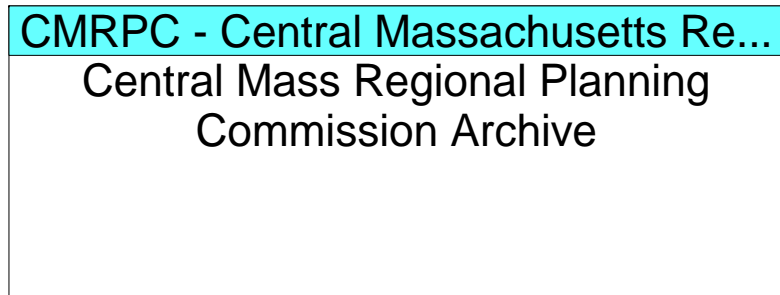 CMRPC - Central Massachusetts Re...
Central Mass Regional Planning
Commission Archive